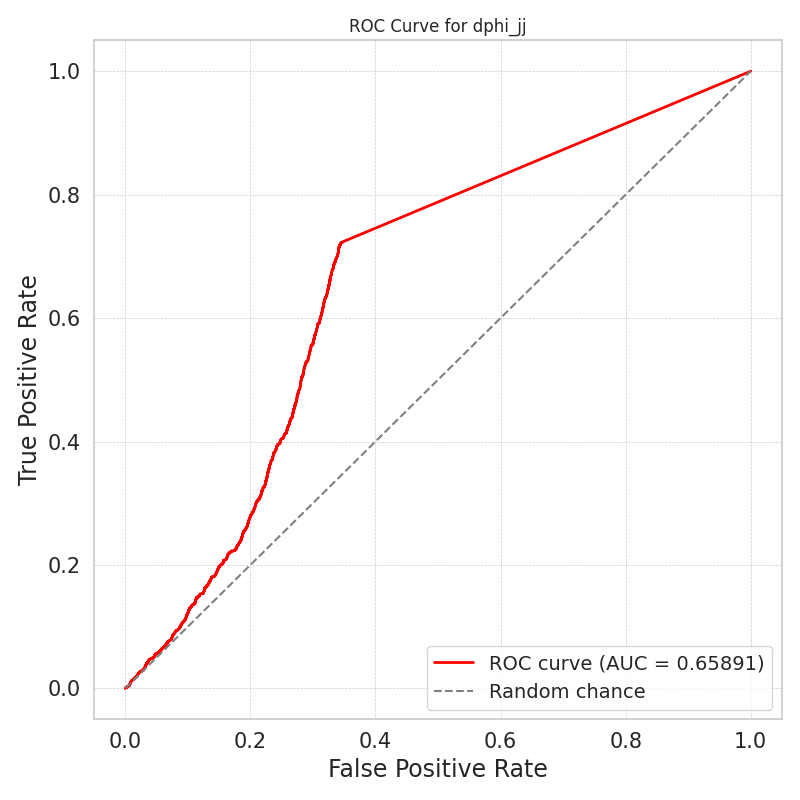 ROC Curve for dphi_jj
True Positive Rate
1.0
0.8
0.6
0.4
0.2
0.0
ROC curve (AUC = 0.65891)
Random chance
0.0 0.2 0.4 0.6 0.8 1.0
False Positive Rate